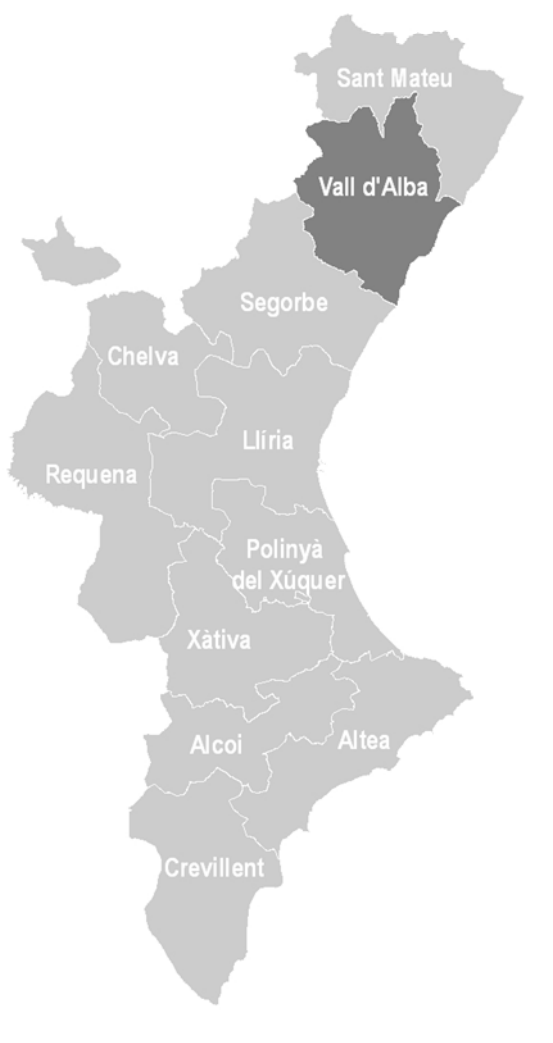 Sant Mateu
Vall d'Alba
Segorbe
Chelva
Llíria
Requena
Polinyà
del Xúquer
Xàtiva
Alcoi
Altea
Crevillent